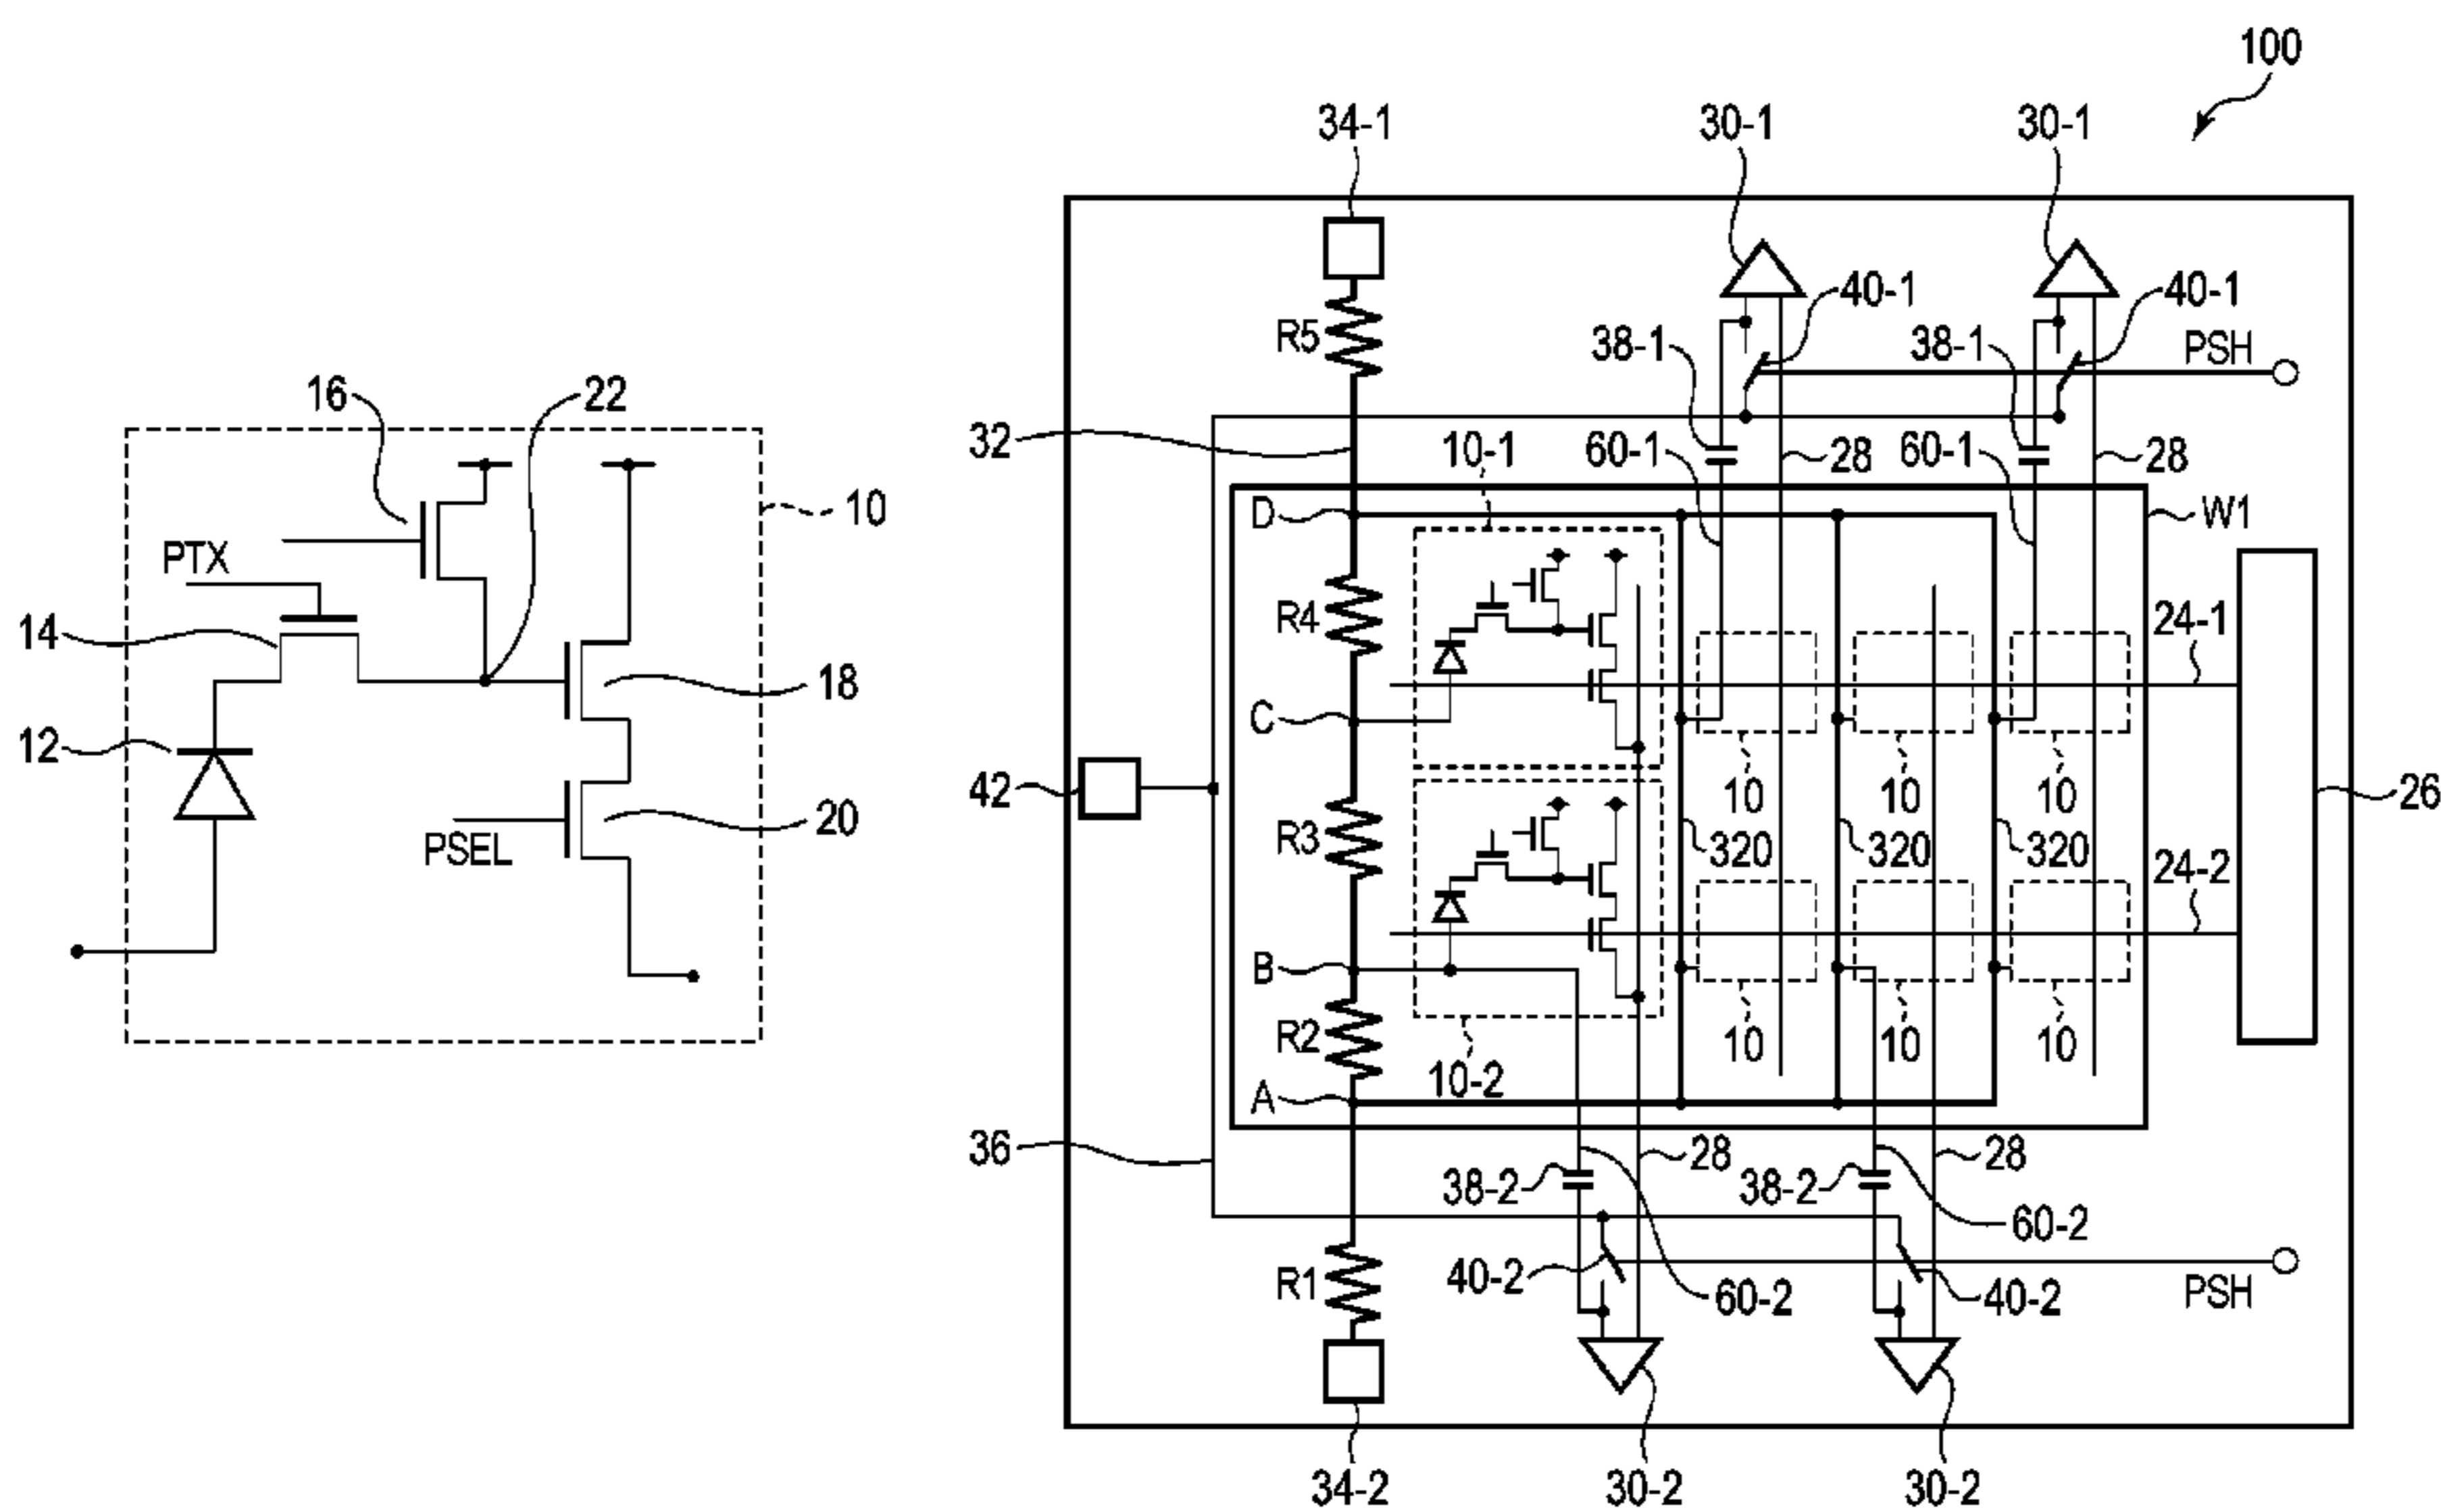 100
34-1 30-1 30-1
40-1 40-1
R5 38-1 38-1 PSH
16 22
32 10-1 60-1 28 60-1 28
10 D W1
PTX
14 R4 24-1
18 C
12 42 10 10 10 26
20 R3 320 320 320
PSEL 24-2
B
R2 10 10 10
10-2
A
36 38-2 28 38-2 28
60-2
R1 40-2 60-2 40-2 PSH
34-2 30-2 30-2